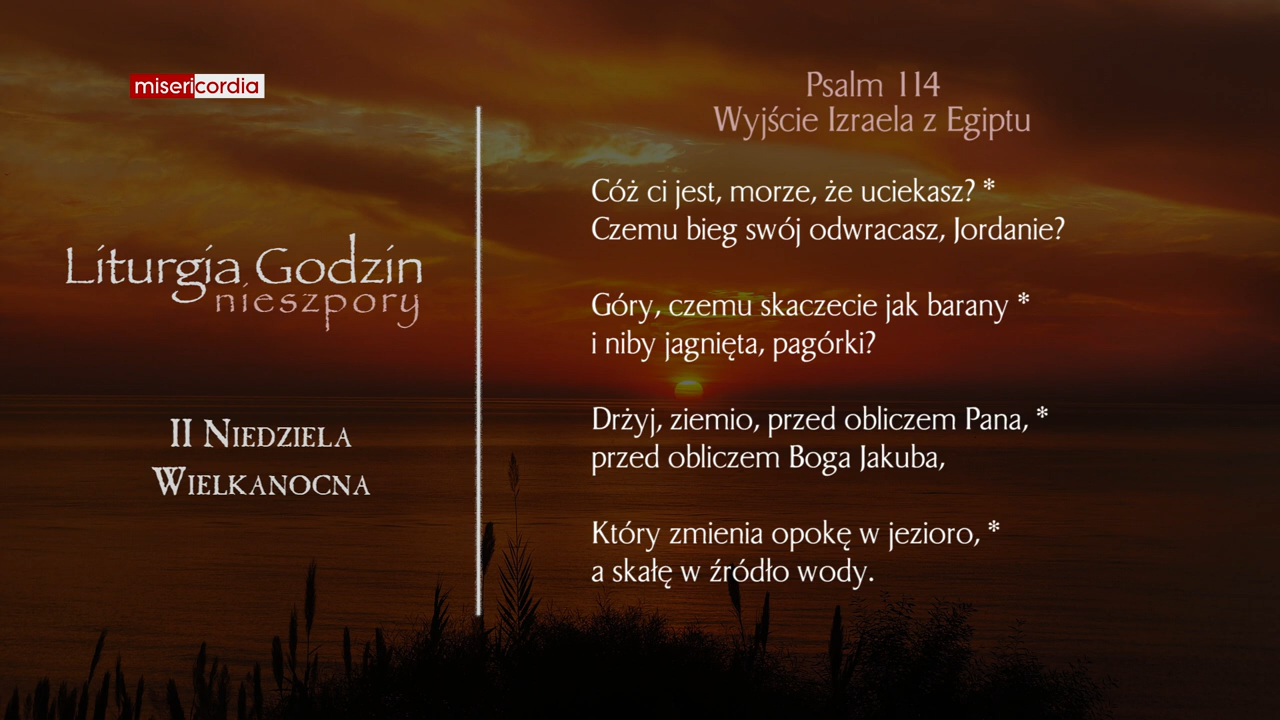 misericordia
Liturgia Godzin
nieszpory
II Niedziela
Wielkanocna
Psalm 114
Wyjście Izraela z Egiptu
Cóż ci jest, morze, że uciekasz? *
Czemu bieg swój odwracasz, Jordanie?
Góry, czemu skaczecie jak barany *
i niby jagnięta, pagórki?
Drżyj, ziemio, przed obliczem Pana, *
przed obliczem Boga Jakuba,
Który zmienia opokę w jezioro, *
a skałę w źródło wody.